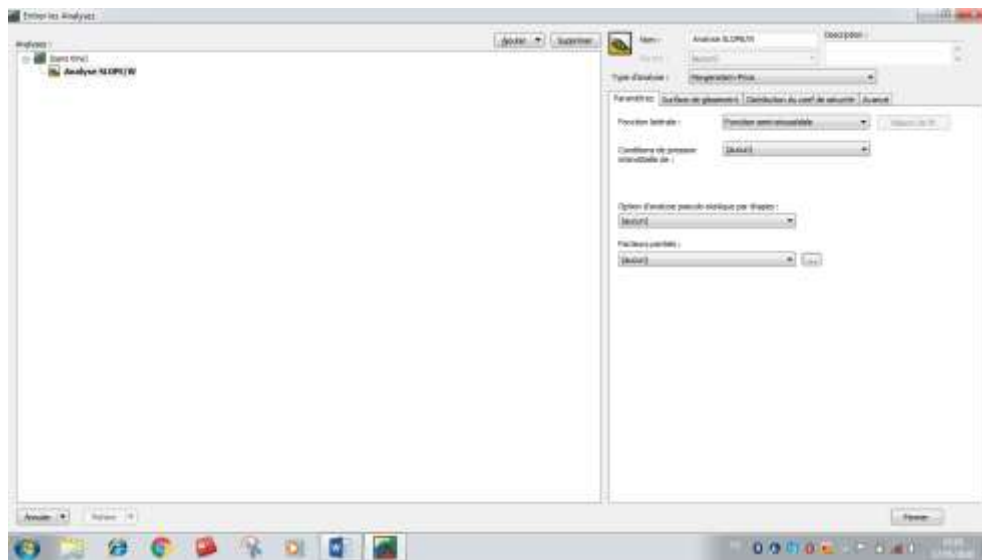 Entrer les Analyses
Analyses :
Ajouter
Supprimer
(sans titre)
Analyse SLOPE/W
Nom :
Analyse SLOPE/W
Description :
[aucun]
Type d'analyse :
Morgenstern-Price
Paramètres
Surface de glissement
Distribution du coef de sécurité
Avancé
Fonction latérale :
Fonction semi-sinusoïdale
Conditions de pression
[aucun]
interstitielle de :
Option d'analyse pseudo-statique par étapes :
[aucun]
Facteurs partiels :
[aucun]
...
Annuler
Refaire
Fermer
W